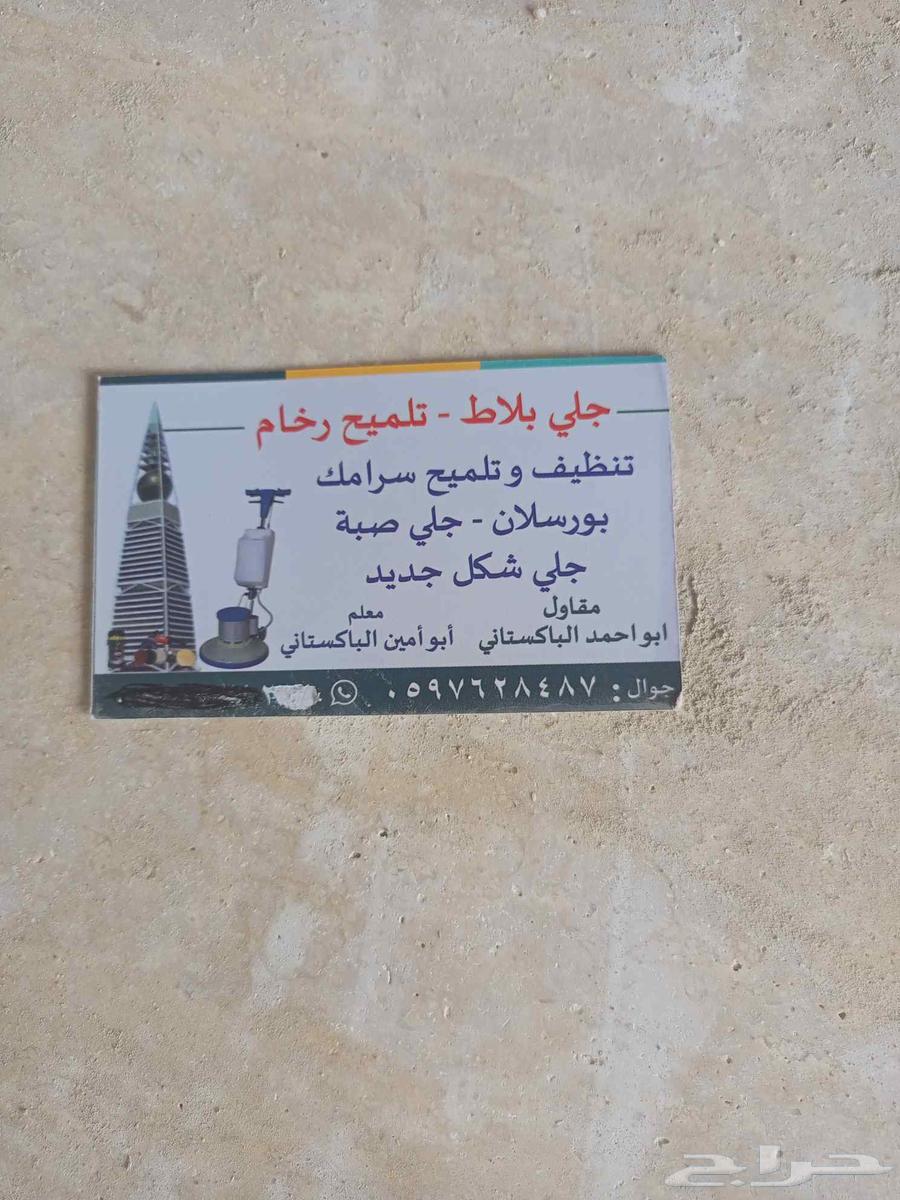 جلي بلاط - تلميح رخام
تنظيف وتلميح سرامك
بورسلان - جلي صبة
جلي شكل جديد
مقاول
ابو احمد الباكستاني
معلم
أبو أمين الباكستاني
جوال : ٠٥٩٧٦٢٨٤٨٧
حراج